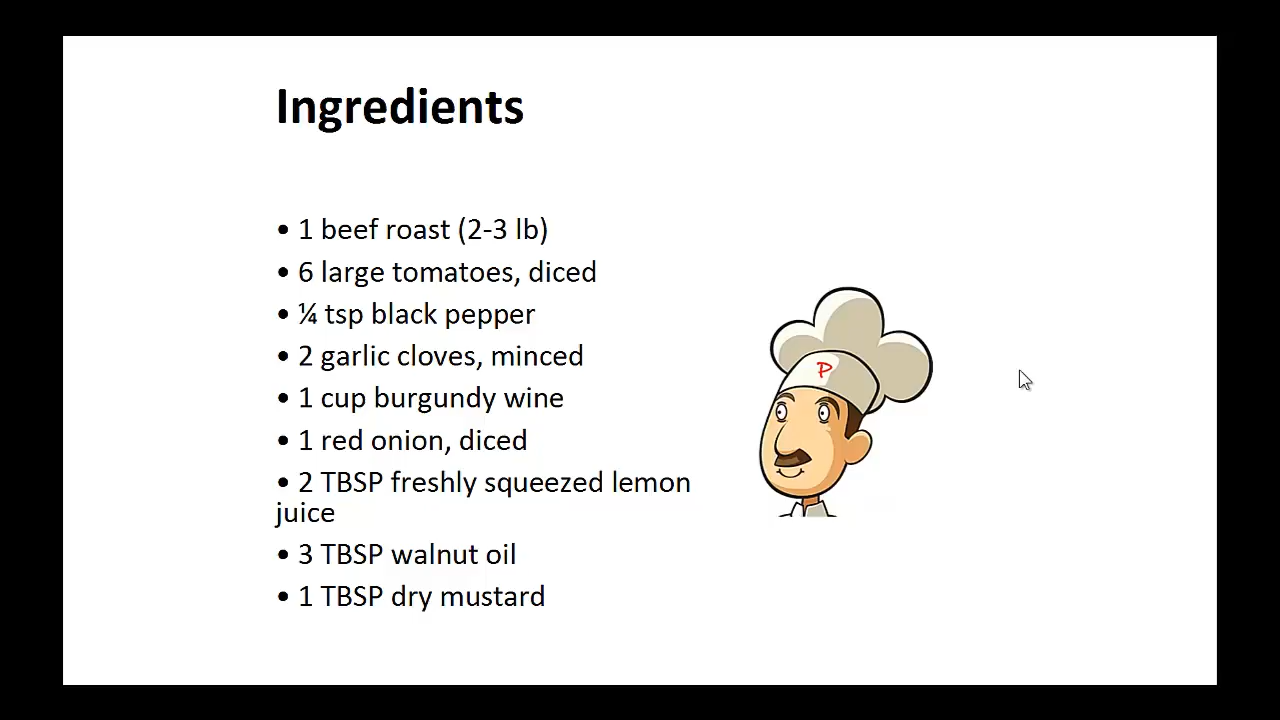 Ingredients
• 1 beef roast (2-3 lb)
• 6 large tomatoes, diced
• ¼ tsp black pepper
• 2 garlic cloves, minced
• 1 cup burgundy wine
• 1 red onion, diced
• 2 TBSP freshly squeezed lemon
juice
• 3 TBSP walnut oil
• 1 TBSP dry mustard
P